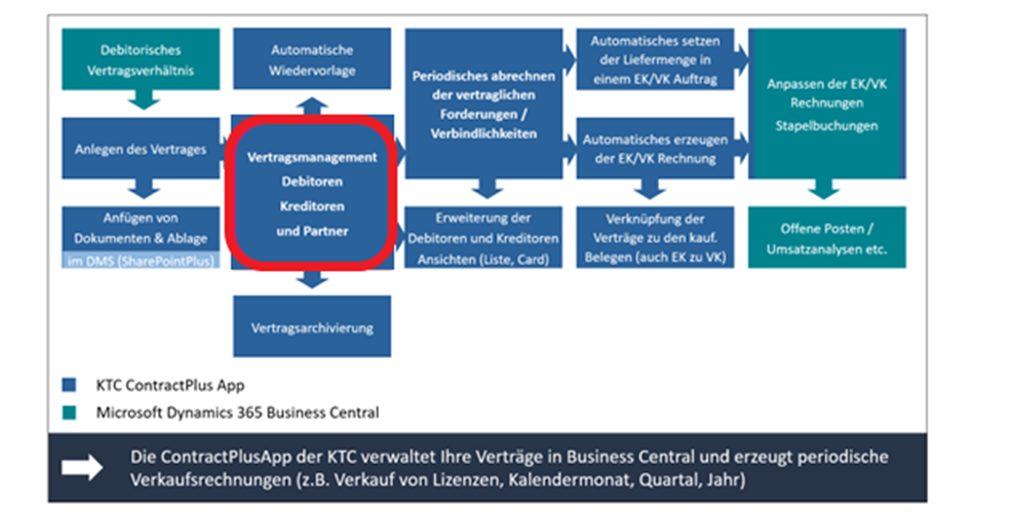 Debitorisches
Vertragsverhältnis
Automatische
Wiedervorlage
Periodisches abrechnen
der vertraglichen
Forderungen /
Verbindlichkeiten
Automatisches setzen
der Liefermenge in
einem EK/VK Auftrag
Anpassen der EK/VK
Rechnungen
Stapelbuchungen
Anlegen des Vertrages
Vertragsmanagement
Debitoren
Kreditoren
und Partner
Automatisches erzeugen
der EK/VK Rechnung
Anfügen von
Dokumenten & Ablage
im DMS (SharePointPlus)
Erweiterung der
Debitoren und Kreditoren
Ansichten (Liste, Card)
Verknüpfung der
Verträge zu den kauf.
Belegen (auch EK zu VK)
Offene Posten /
Umsatzanalysen etc.
Vertragsarchivierung
KTC ContractPlus App
Microsoft Dynamics 365 Business Central
Die ContractPlusApp der KTC verwaltet Ihre Verträge in Business Central und erzeugt periodische
Verkaufsrechnungen (z.B. Verkauf von Lizenzen, Kalendermonat, Quartal, Jahr)